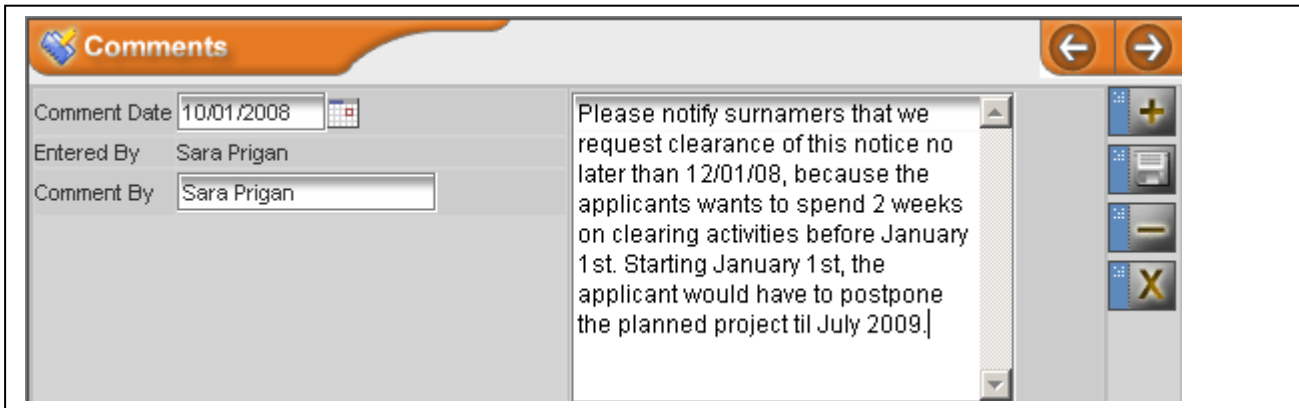 Comments
Comment Date 10/01/2008
Entered By Sara Prigan
Comment By Sara Prigan
Please notify surnamers that we
request clearance of this notice no
later than 12/01/08, because the
applicants wants to spend 2 weeks
on clearing activities before January
1st. Starting January 1st, the
applicant would have to postpone
the planned project til July 2009.